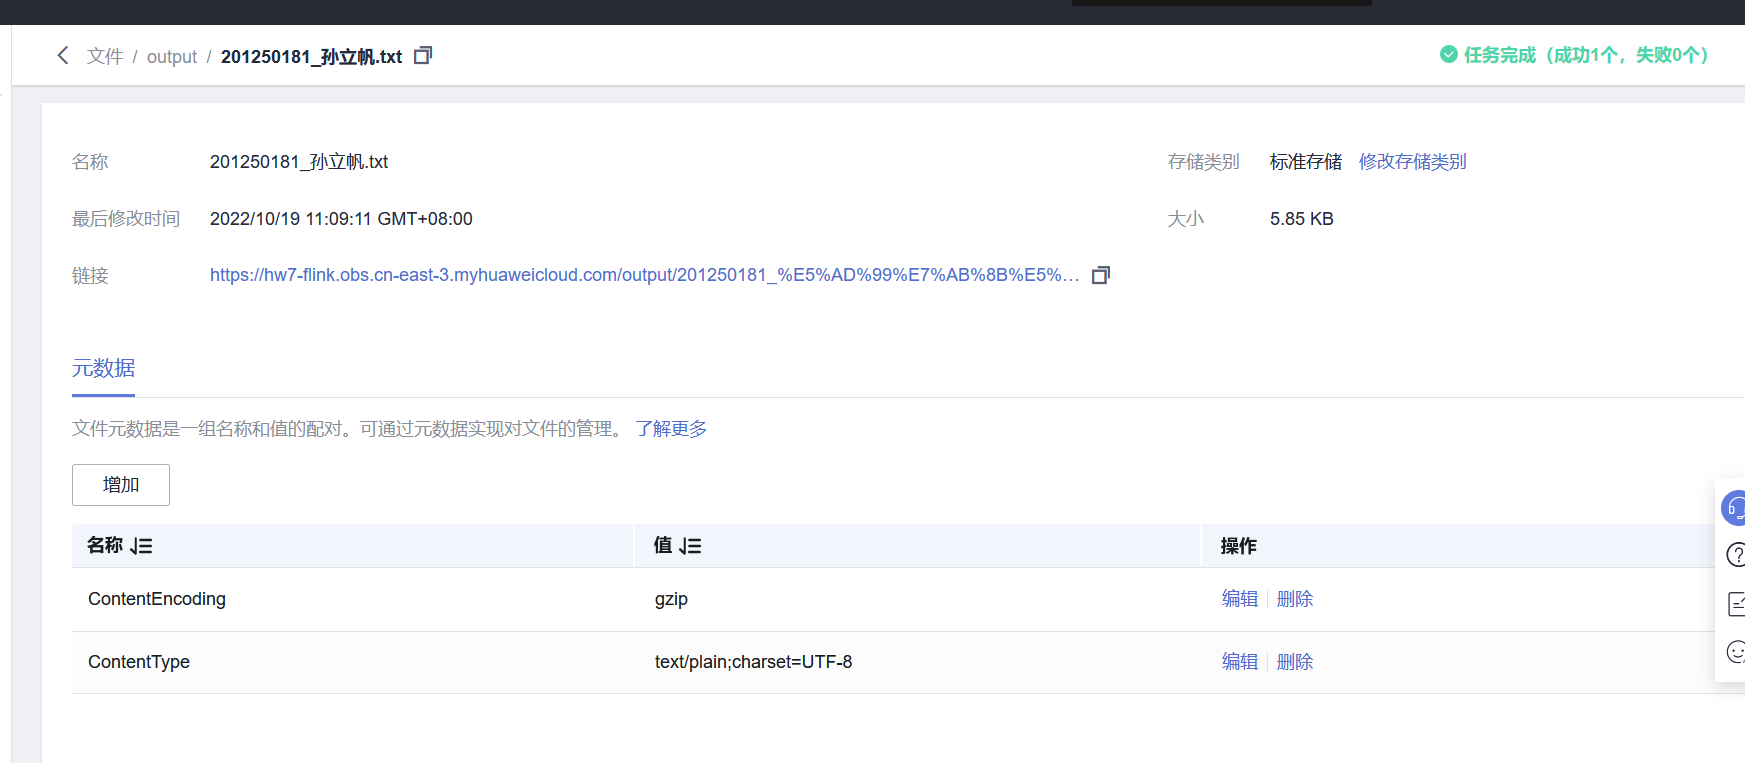 文件 / output / 201250181_孙立帆.txt
任务完成（成功1个，失败0个）
名称 201250181_孙立帆.txt
存储类别 标准存储 修改存储类别
最后修改时间 2022/10/19 11:09:11 GMT+08:00
大小 5.85 KB
链接 https://hw7-flink.obs.cn-east-3.myhuaweicloud.com/output/201250181_%E5%AD%99%E7%AB%8B%E5%...
元数据
文件元数据是一组名称和值的配对。可通过元数据实现对文件的管理。 了解更多
增加
名称 值 操作
ContentEncoding gzip 编辑 删除
ContentType text/plain;charset=UTF-8 编辑 删除